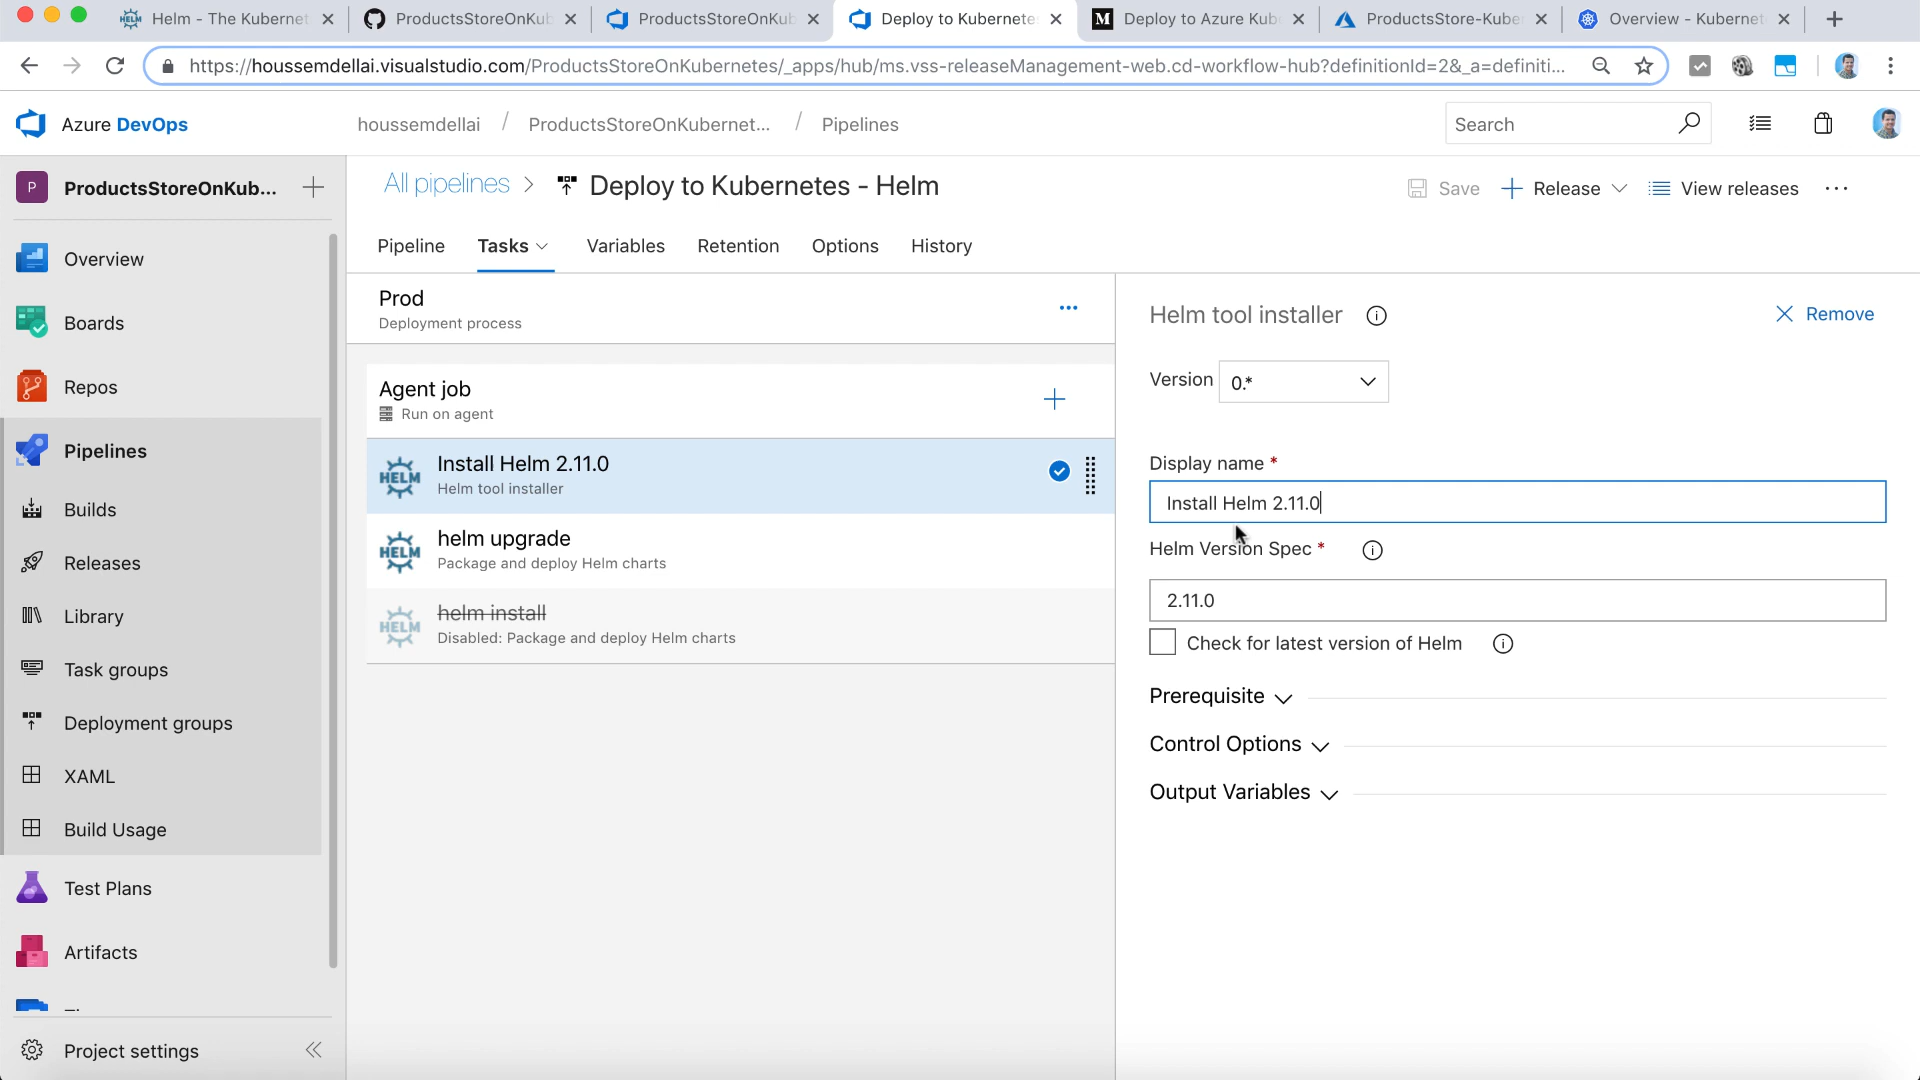 Helm - The Kubernet
ProductsStoreOnKub
ProductsStoreOnKub
Deploy to Kubernete
M
Deploy to Azure Kub
ProductsStore-Kube
Overview - Kubernet
https://houssemdellai.visualstudio.com/ProductsStoreOnKubernetes/_apps/hub/ms.vss-releaseManagement-web.cd-workflow-hub?definitionId=2&_a=definiti...
Azure DevOps
houssemdellai / ProductsStoreOnKubernet... / Pipelines
Search
P
ProductsStoreOnKub...
Overview
Boards
Repos
Pipelines
Builds
Releases
Library
Task groups
Deployment groups
XAML
Build Usage
Test Plans
Artifacts
Project settings
All pipelines > Deploy to Kubernetes - Helm
Save
Release
View releases
Pipeline
Tasks
Variables
Retention
Options
History
Prod
Deployment process
Agent job
Run on agent
HELM
Install Helm 2.11.0
Helm tool installer
HELM
helm upgrade
Package and deploy Helm charts
HELM
helm install
Disabled: Package and deploy Helm charts
Helm tool installer
Remove
Version
0.*
Display name *
Install Helm 2.11.0
Helm Version Spec *
2.11.0
Check for latest version of Helm
Prerequisite
Control Options
Output Variables